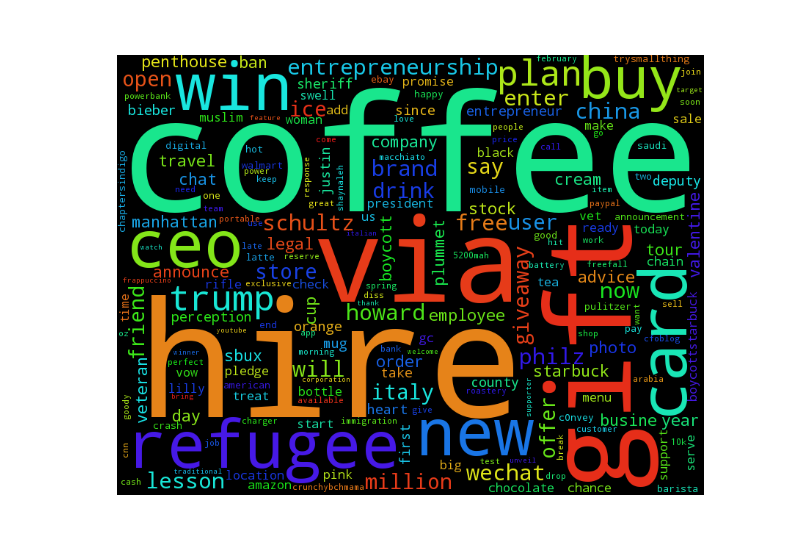 penthouse ban
entrepreneurship
february
trysmallthing
open
win
sheriff
ebay
promise
plan
buy
join
powerbank
swell
happy
target
bieber
ice
add
since
enter
soon
muslim
woman
feature
love
entrepreneur
china
sale
coffee
digital
hot
come
company
people
price
make
go
call
saudi
travel
walmart
response
justin
macchiato
black
say
chat
power
keep
brand
cream
item
two
deputy
chaptersindigo
need
one
great
shaynaleh
drink
mobile
paypal
team
president
stock
manhattan
portable
use
schultz
us
free
user
vet
announcement
valentine
ceo
via
gift
card
italian
good
ready
today
watch
late
legal
boycott
plummet
hit
work
tour
latte
reserve
5200mah
freefall
chain
announce
store
battery
advice
frappuccino
rifle
exclusive
check
spring
tea
now
sell
trump
cup
diss
giveaway
pulitzer
boycottstarbuck
time
thank
want
friend
hire
howard
employee
perception
orange
gc
shop
pay
cfoblog
oz
youtube
end
app
mug
philz
photo
sbux
morning
bank
order
winner
welcome
perfect
pledge
will
take
starbuck
arabia
veteran
vow
treat
corporation
county
menu
lilly
american
bottle
italy
roastery
supporter
goody
bring
available
heart
give
offer
c0nvey
busine
year
day
charger
start
immigration
customer
crash
refugee
new
first
break
support
10k
cnn
job
big
test
unveil
serve
traditional
location
pink
wechat
drop
lesson
cash
amazon
crunchybchmama
million
chocolate
chance
barista